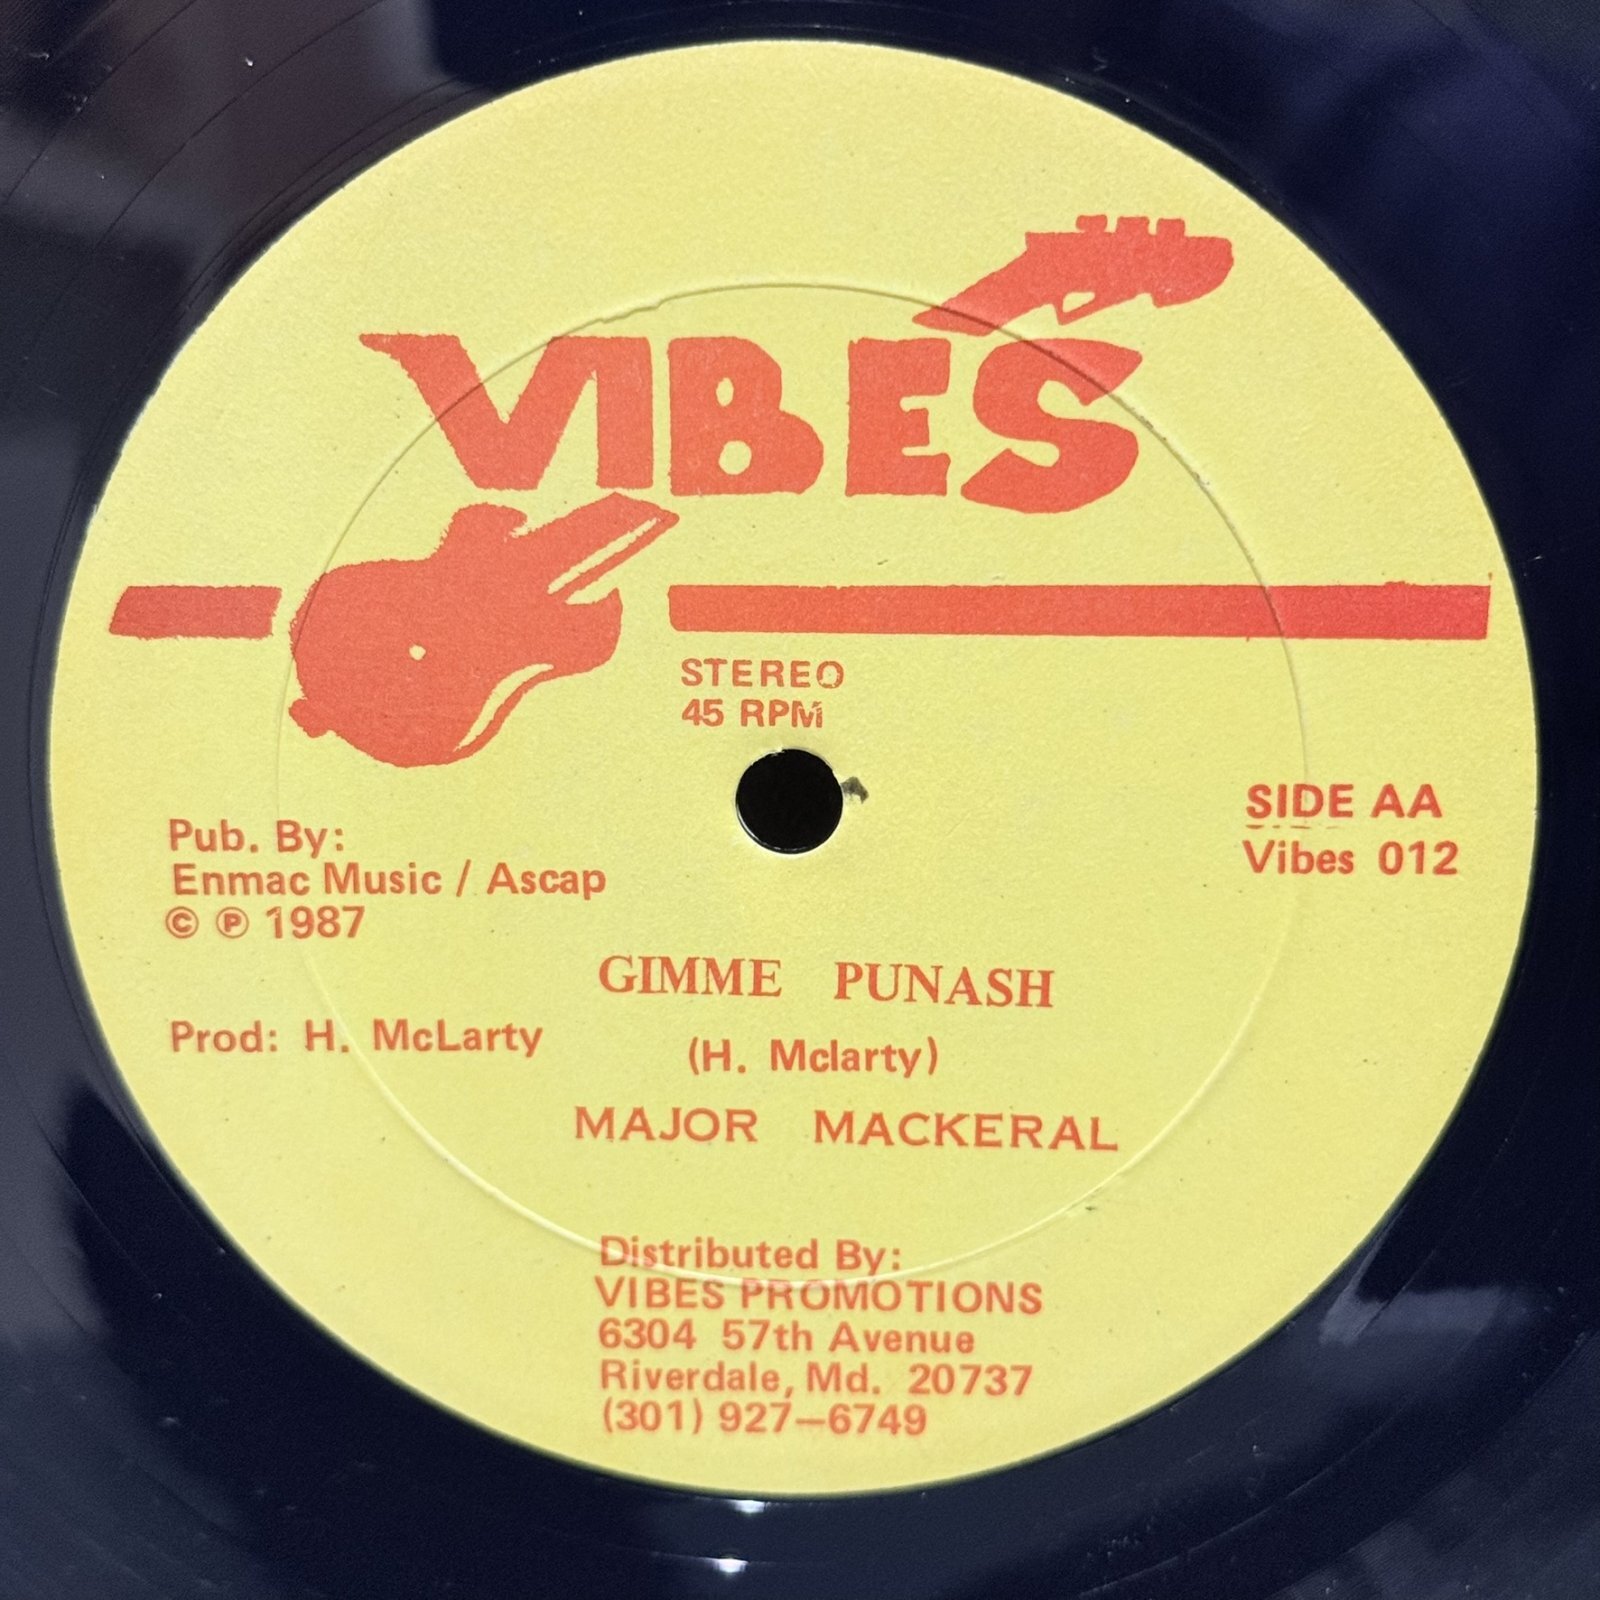 VIBES
STEREO
45 RPM
SIDE AA
Vibes 012
Pub. By:
Enmac Music / Ascap
© ℗ 1987
GIMME PUNASH
Prod: H. McLarty
(H. Mclarty)
MAJOR MACKERAL
Distributed By:
VIBES PROMOTIONS
6304 57th Avenue
Riverdale, Md. 20737
(301) 927-6749